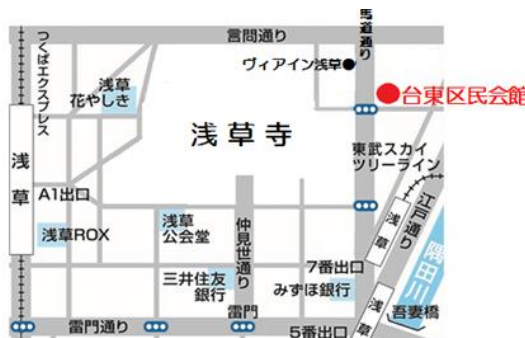 言問通り
馬道通り
つくばエクスプレス
ヴィアイン浅草
浅草
花やしき
台東区民会館
浅草寺
東武スカイ
ツリーライン
浅草
A1出口
江戸通り
浅草
浅草ROX
浅草
公会堂
仲見世通り
隅田川
7番出口
三井住友
銀行
みずほ銀行
雷門
吾妻橋
雷門通り
5番出口
浅草